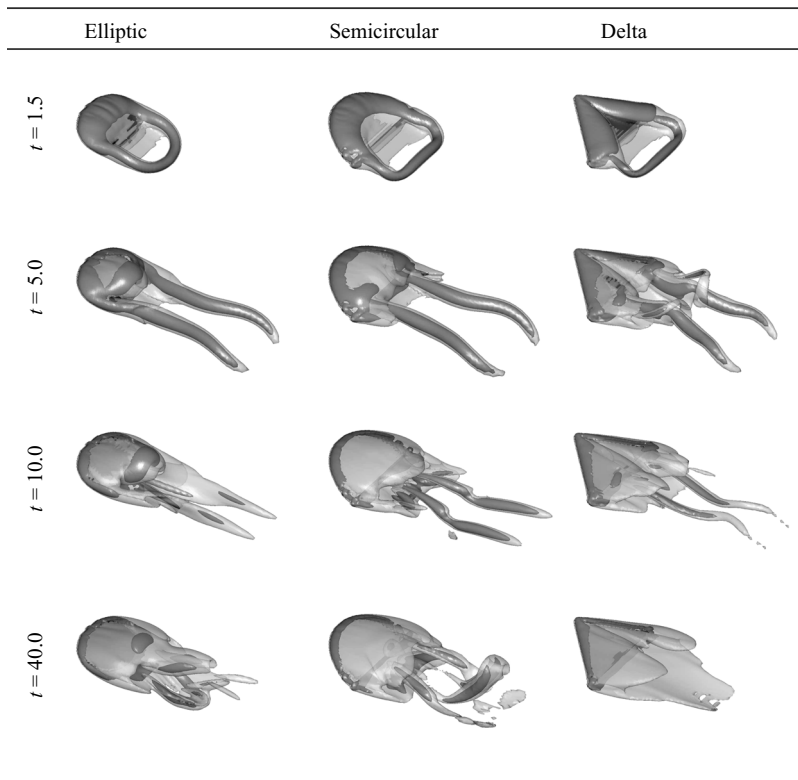 Elliptic Semicircular Delta
t = 1.5
t = 5.0
t = 10.0
t = 40.0